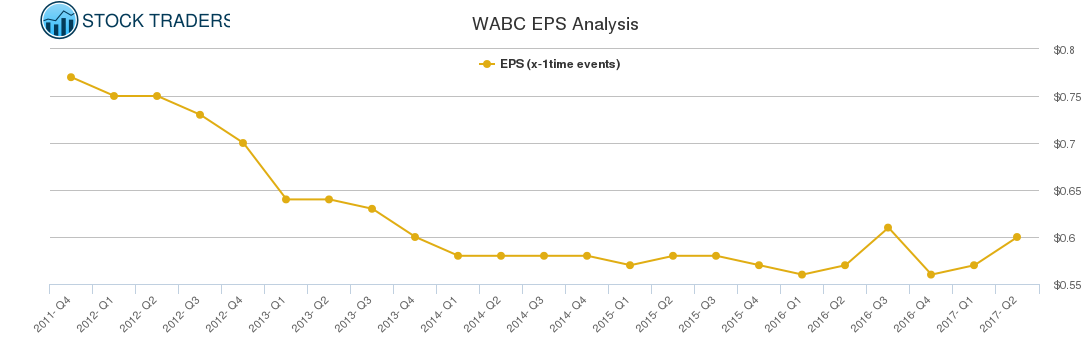 STOCK TRADERS
WABC EPS Analysis
EPS (x-1time events)
$0.8
$0.75
$0.7
$0.65
$0.6
$0.55
2011- Q4
2012- Q1
2012- Q2
2012- Q3
2012- Q4
2013- Q1
2013- Q2
2013- Q3
2013- Q4
2014- Q1
2014- Q2
2014- Q3
2014- Q4
2015- Q1
2015- Q2
2015- Q3
2015- Q4
2016- Q1
2016- Q2
2016- Q3
2016- Q4
2017- Q1
2017- Q2